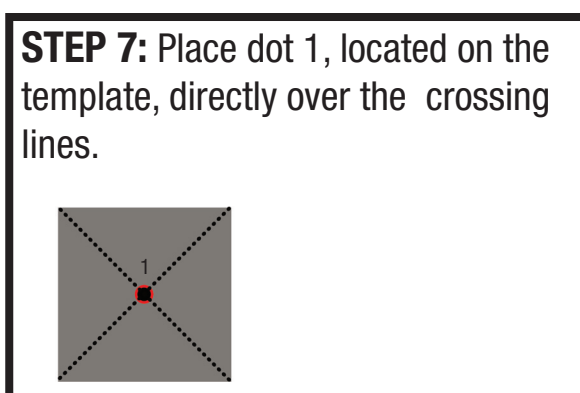 STEP 7: Place dot 1, located on the
template, directly over the  crossing
lines.
1